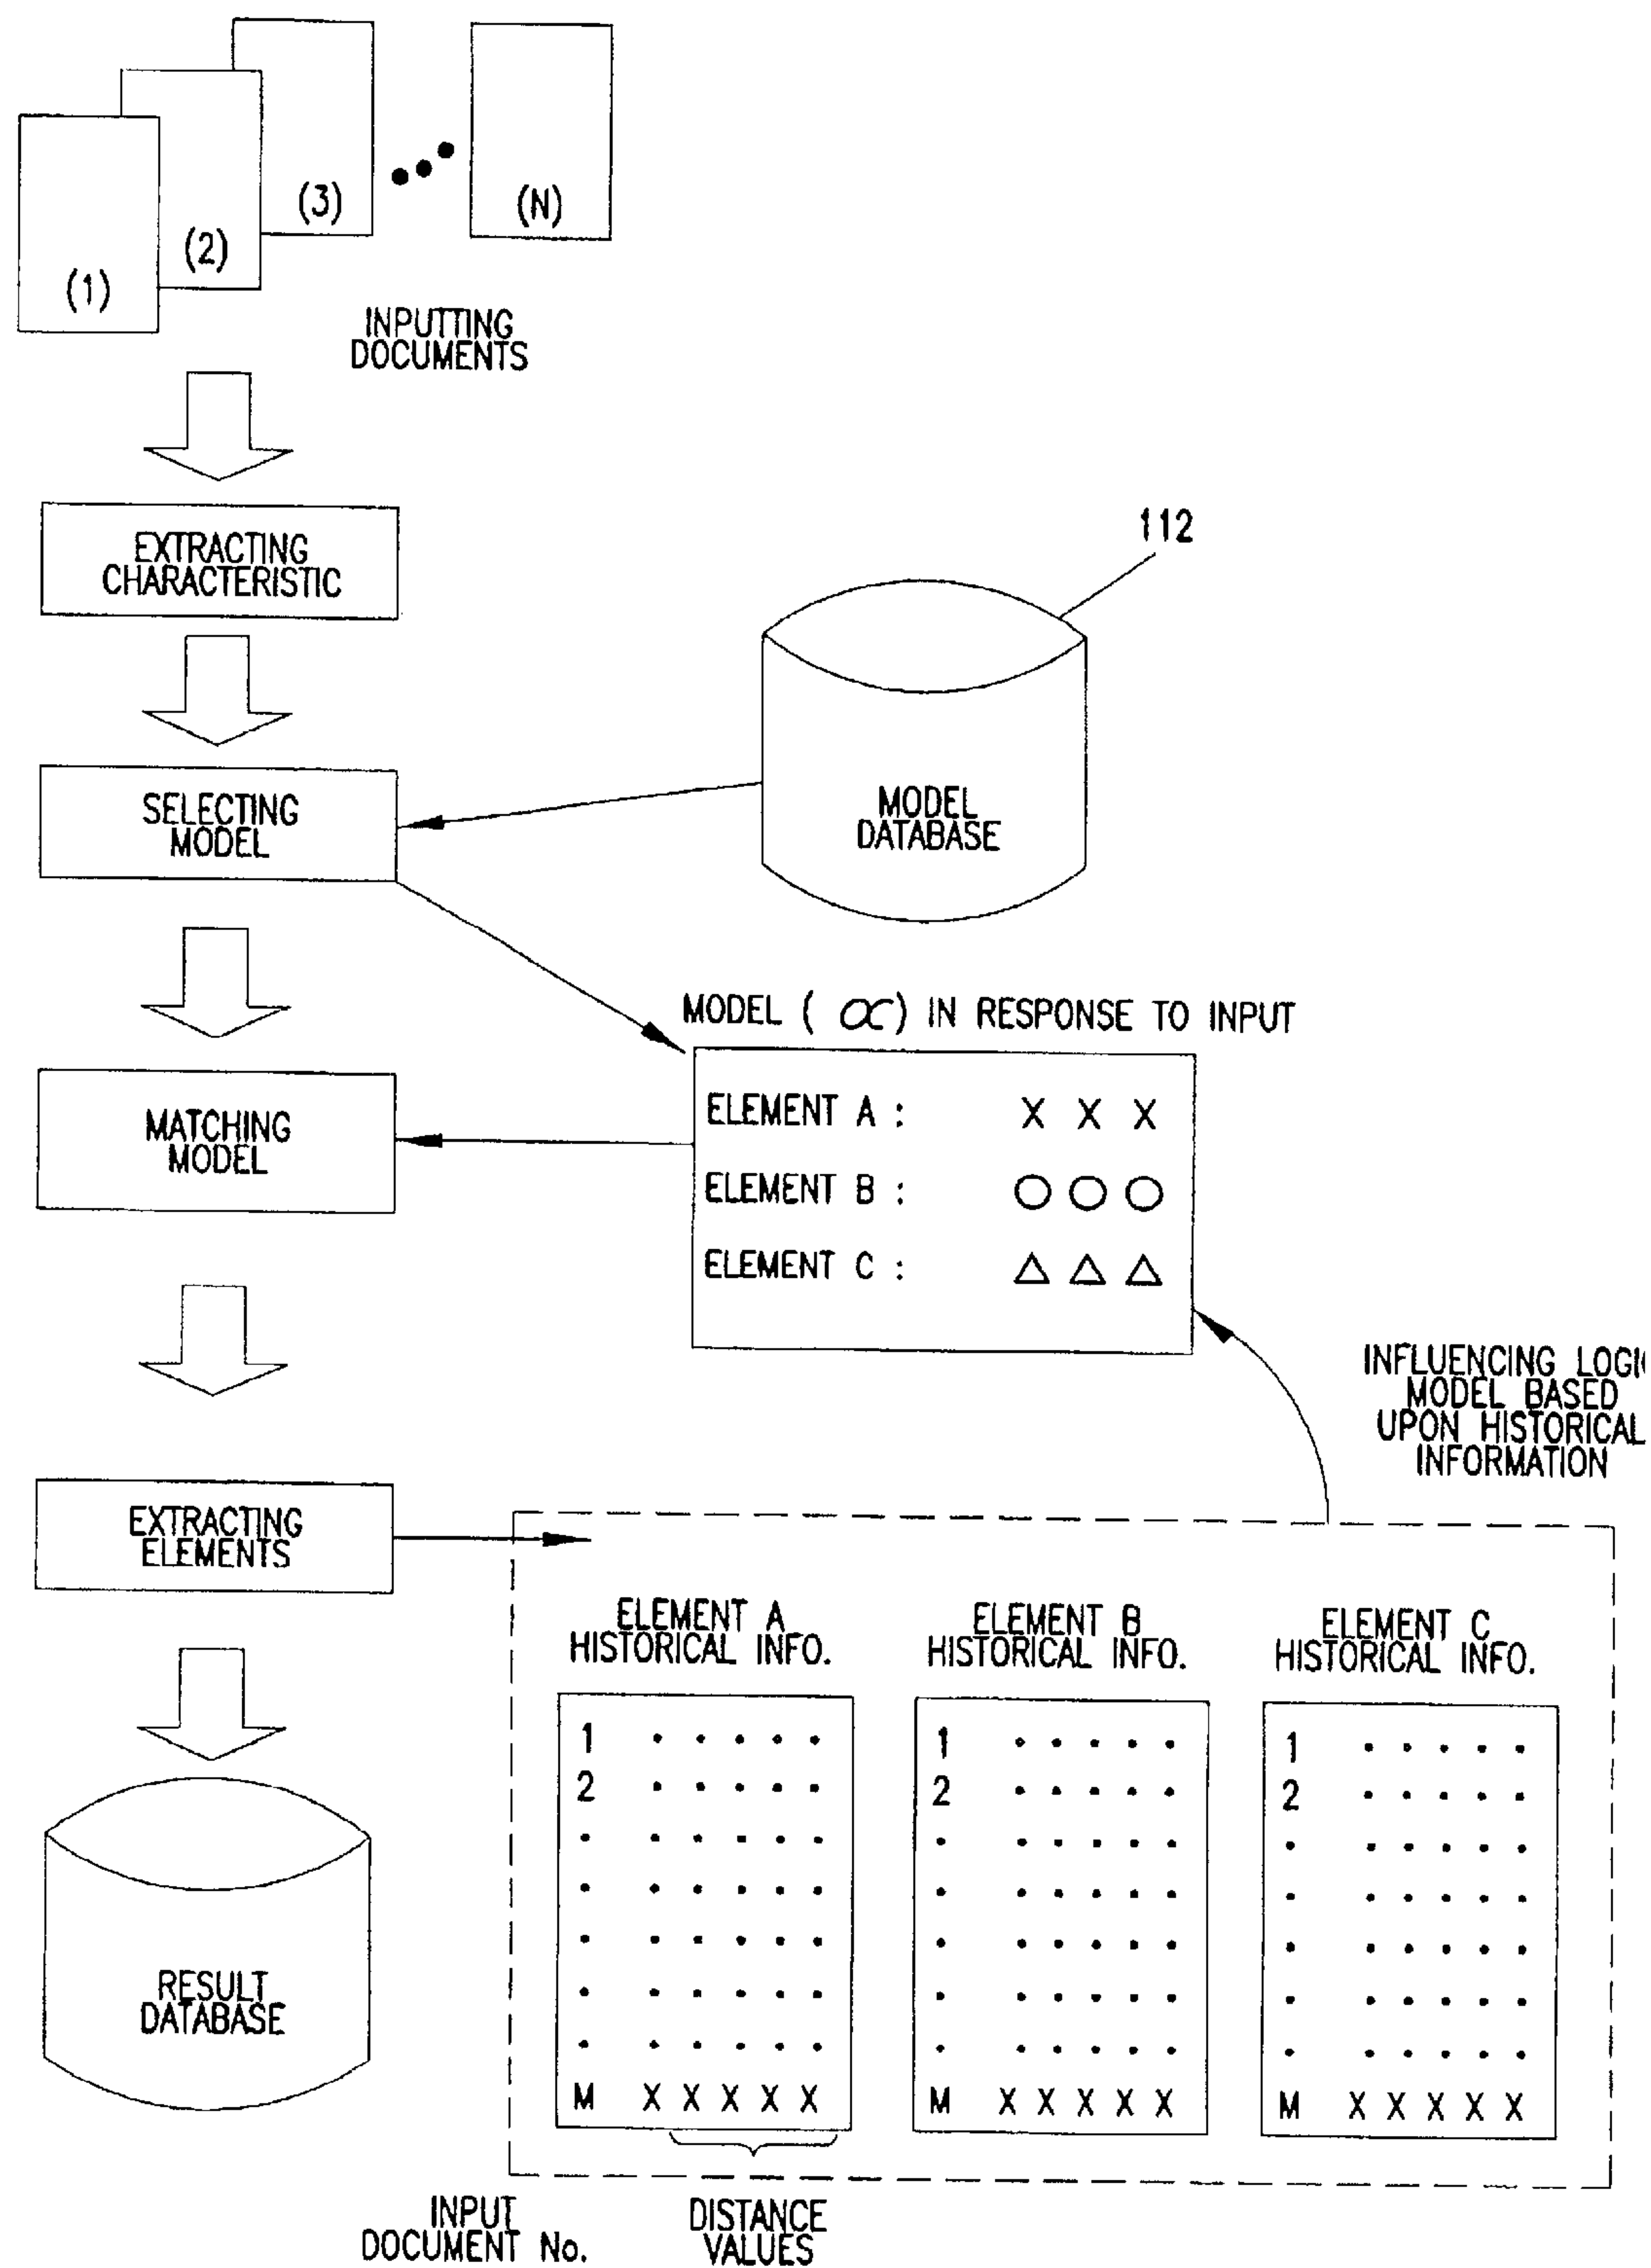 (1)
(2)
(3)
(N)
INPUTTING
DOCUMENTS
EXTRACTING
CHARACTERISTIC
112
SELECTING
MODEL
MODEL
DATABASE
MODEL ( α) IN RESPONSE TO INPUT
MATCHING
MODEL
ELEMENT A : X X X
ELEMENT B : ○ ○ ○
ELEMENT C : △ △ △
INFLUENCING LOGI
MODEL BASED
UPON HISTORICAL
INFORMATION
EXTRACTING
ELEMENTS
ELEMENT A
HISTORICAL INFO.
1 . . . . .
2 . . . . .
. . . . . .
. . . . . .
. . . . . .
. . . . . .
. . . . . .
M X X X X X
ELEMENT B
HISTORICAL INFO.
1 . . . . .
2 . . . . .
. . . . . .
. . . . . .
. . . . . .
. . . . . .
. . . . . .
M X X X X X
ELEMENT C
HISTORICAL INFO.
1 . . . . .
2 . . . . .
. . . . . .
. . . . . .
. . . . . .
. . . . . .
. . . . . .
M X X X X X
RESULT
DATABASE
INPUT
DOCUMENT No.
DISTANCE
VALUES